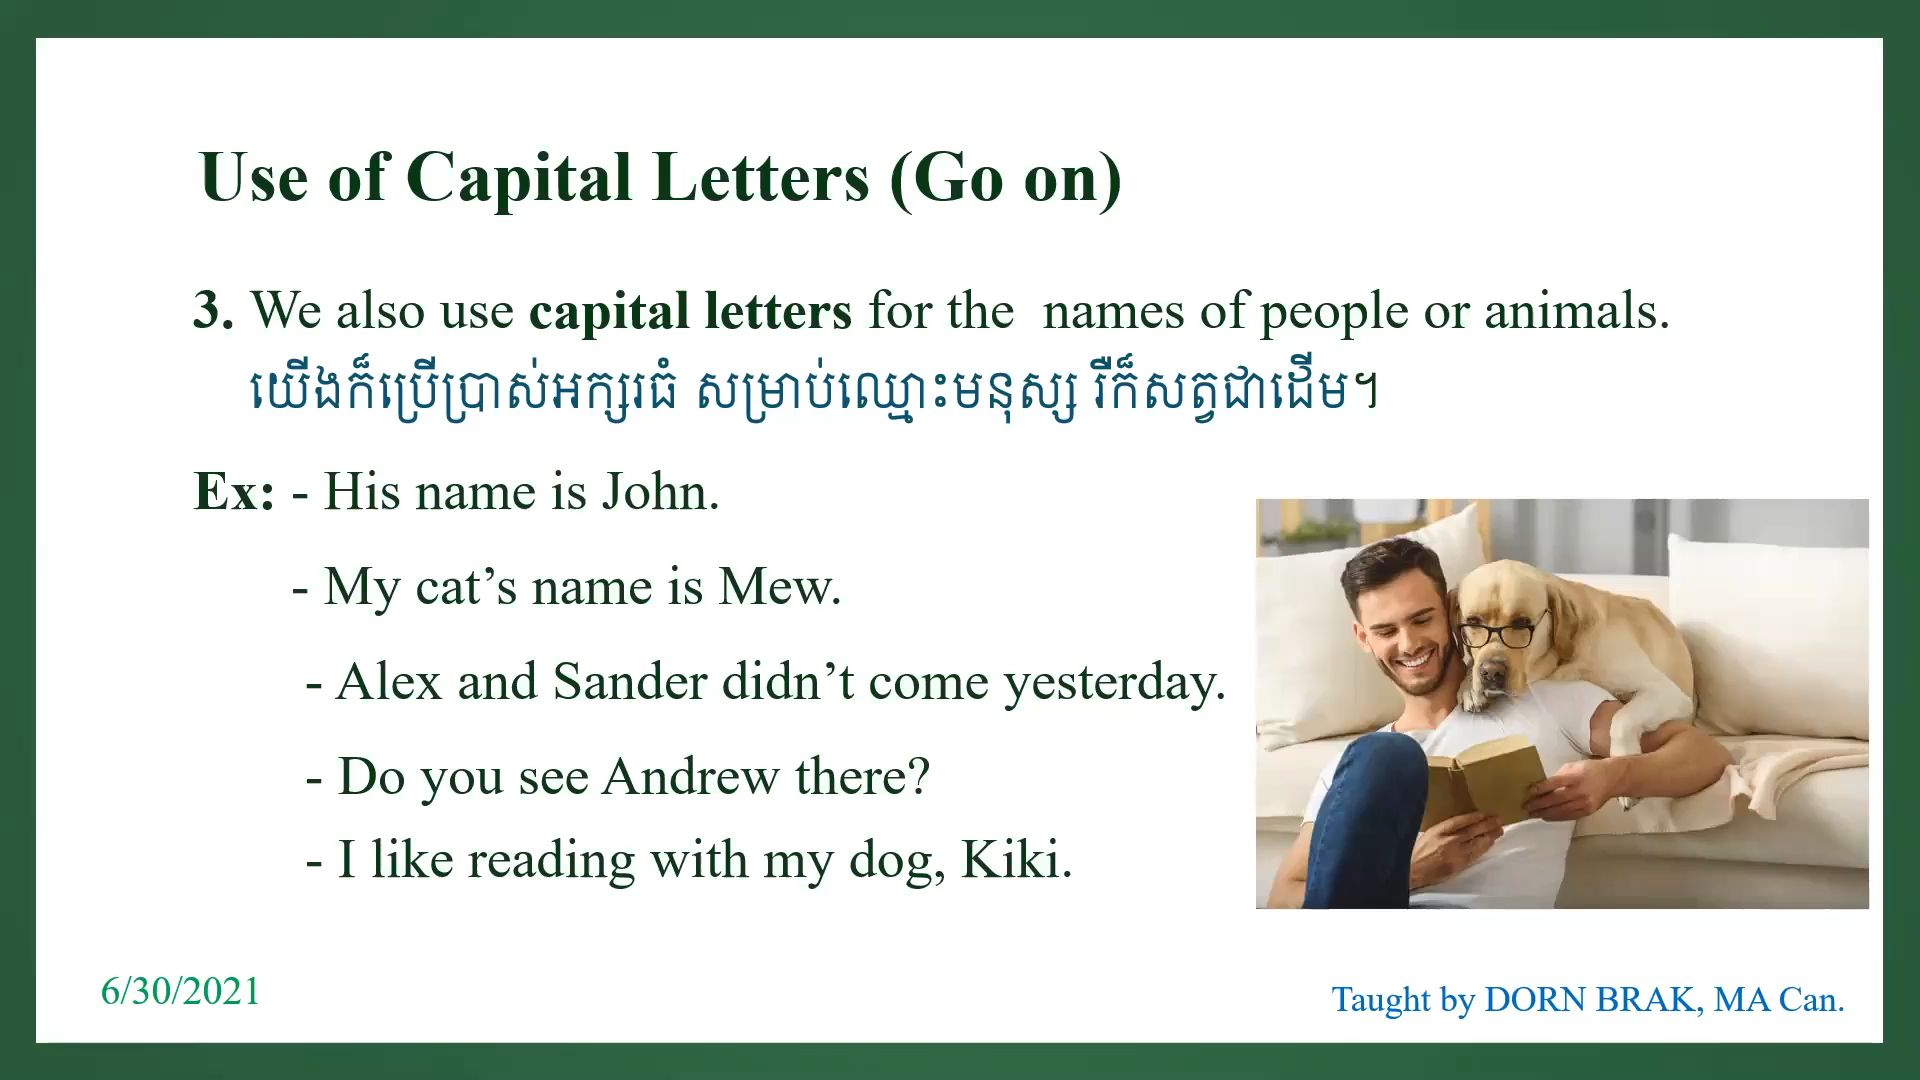 Use of Capital Letters (Go on)
3. We also use capital letters for the names of people or animals.
យើងក៏ប្រើប្រាស់អក្សរធំ សម្រាប់ឈ្មោះមនុស្ស រឺក៏សត្វជាដើម។
Ex: - His name is John.
- My cat’s name is Mew.
- Alex and Sander didn’t come yesterday.
- Do you see Andrew there?
- I like reading with my dog, Kiki.
6/30/2021
Taught by DORN BRAK, MA Can.